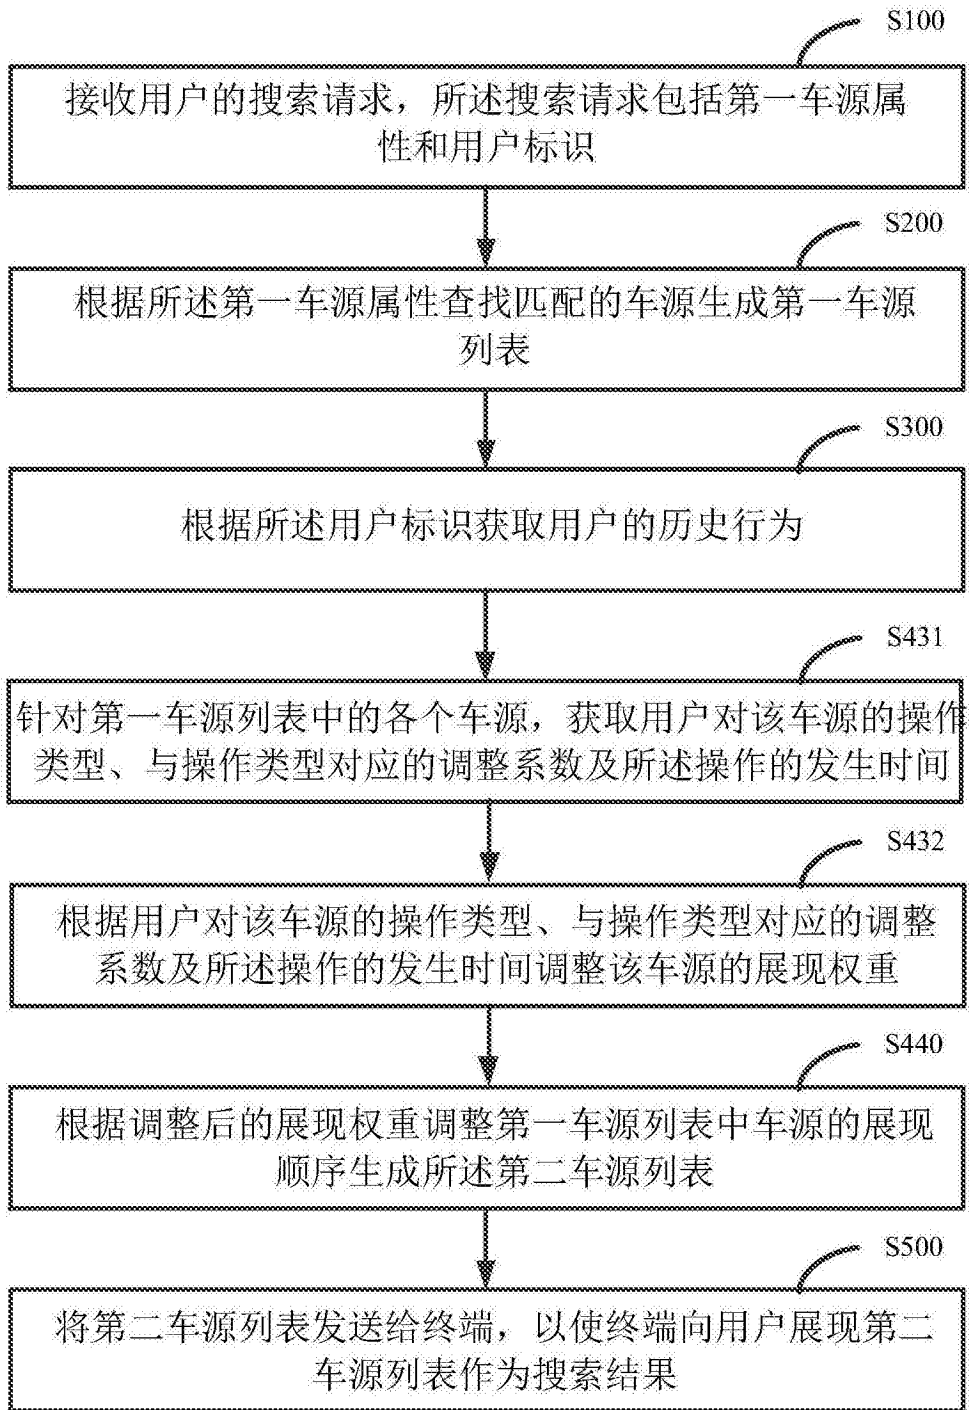 S100
接收用户的搜索请求，所述搜索请求包括第一车源属
性和用户标识
S200
根据所述第一车源属性查找匹配的车源生成第一车源
列表
S300
根据所述用户标识获取用户的历史行为
S431
针对第一车源列表中的各个车源，获取用户对该车源的操作
类型、与操作类型对应的调整系数及所述操作的发生时间
S432
根据用户对该车源的操作类型、与操作类型对应的调整
系数及所述操作的发生时间调整该车源的展现权重
S440
根据调整后的展现权重调整第一车源列表中车源的展现
顺序生成所述第二车源列表
S500
将第二车源列表发送给终端，以使终端向用户展现第二
车源列表作为搜索结果